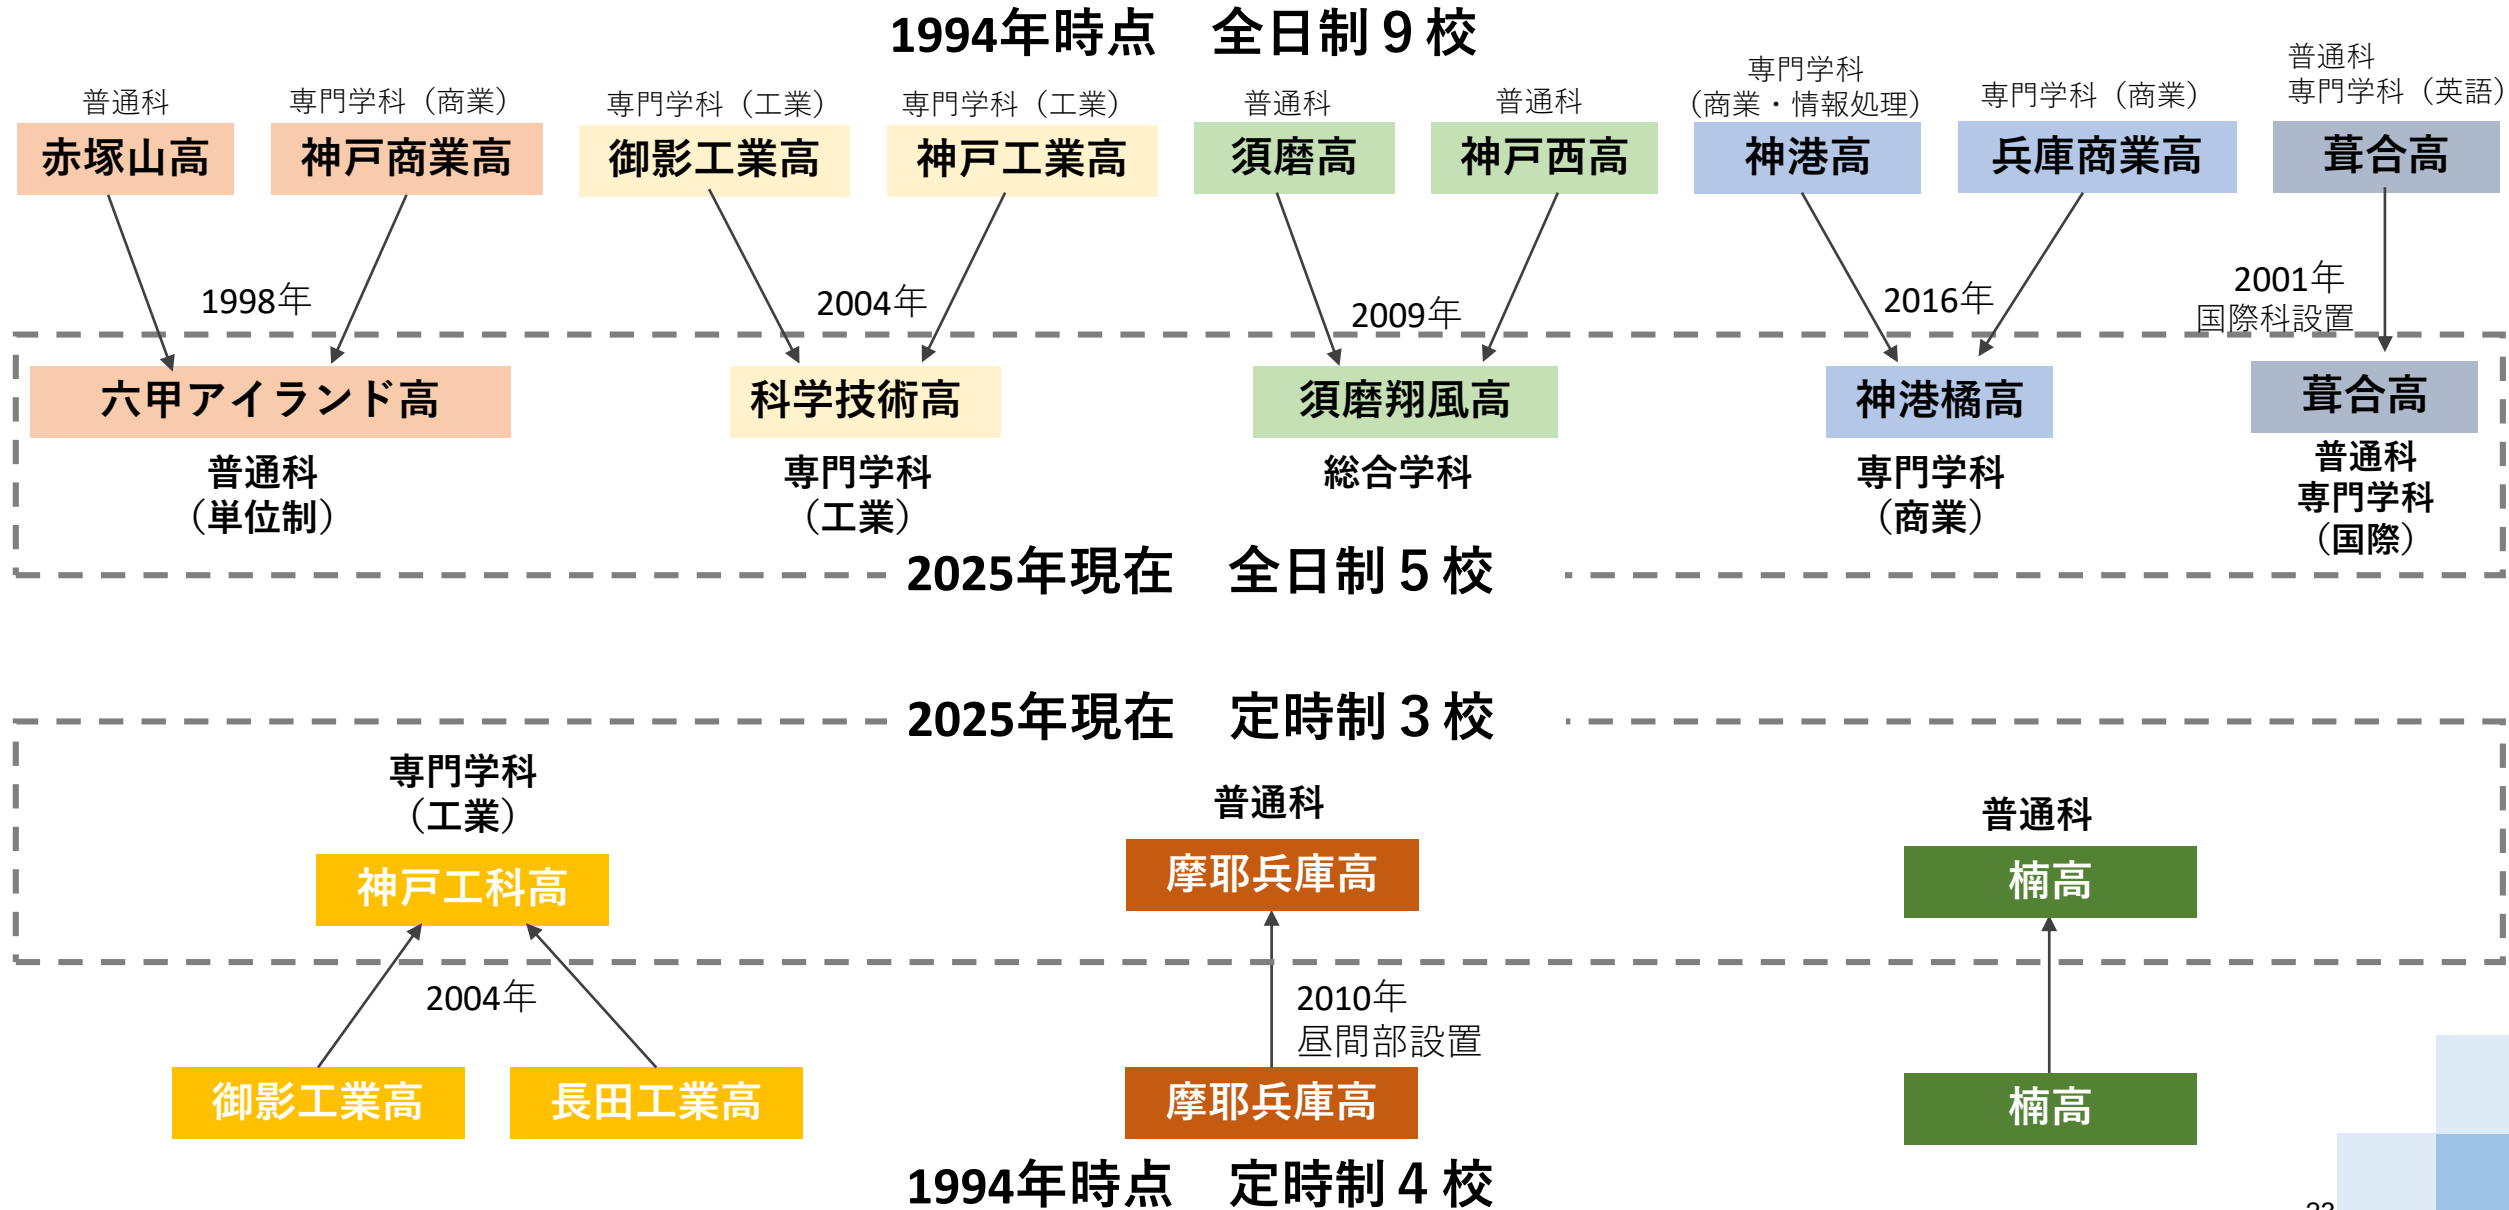 1994年時点　全日制９校
普通科
専門学科（商業）
専門学科（工業）
専門学科（工業）
普通科
普通科
専門学科
（商業・情報処理）
専門学科（商業）
普通科
専門学科（英語）
赤塚山高
神戸商業高
御影工業高
神戸工業高
須磨高
神戸西高
神港高
兵庫商業高
葺合高
1998年
2004年
2009年
2016年
2001年
国際科設置
六甲アイランド高
科学技術高
須磨翔風高
神港橘高
葺合高
普通科
（単位制）
専門学科
（工業）
総合学科
専門学科
（商業）
普通科
専門学科
（国際）
2025年現在　全日制５校
2025年現在　定時制３校
専門学科
（工業）
普通科
普通科
神戸工科高
摩耶兵庫高
楠高
2004年
2010年
昼間部設置
御影工業高
長田工業高
摩耶兵庫高
楠高
1994年時点　定時制４校
23